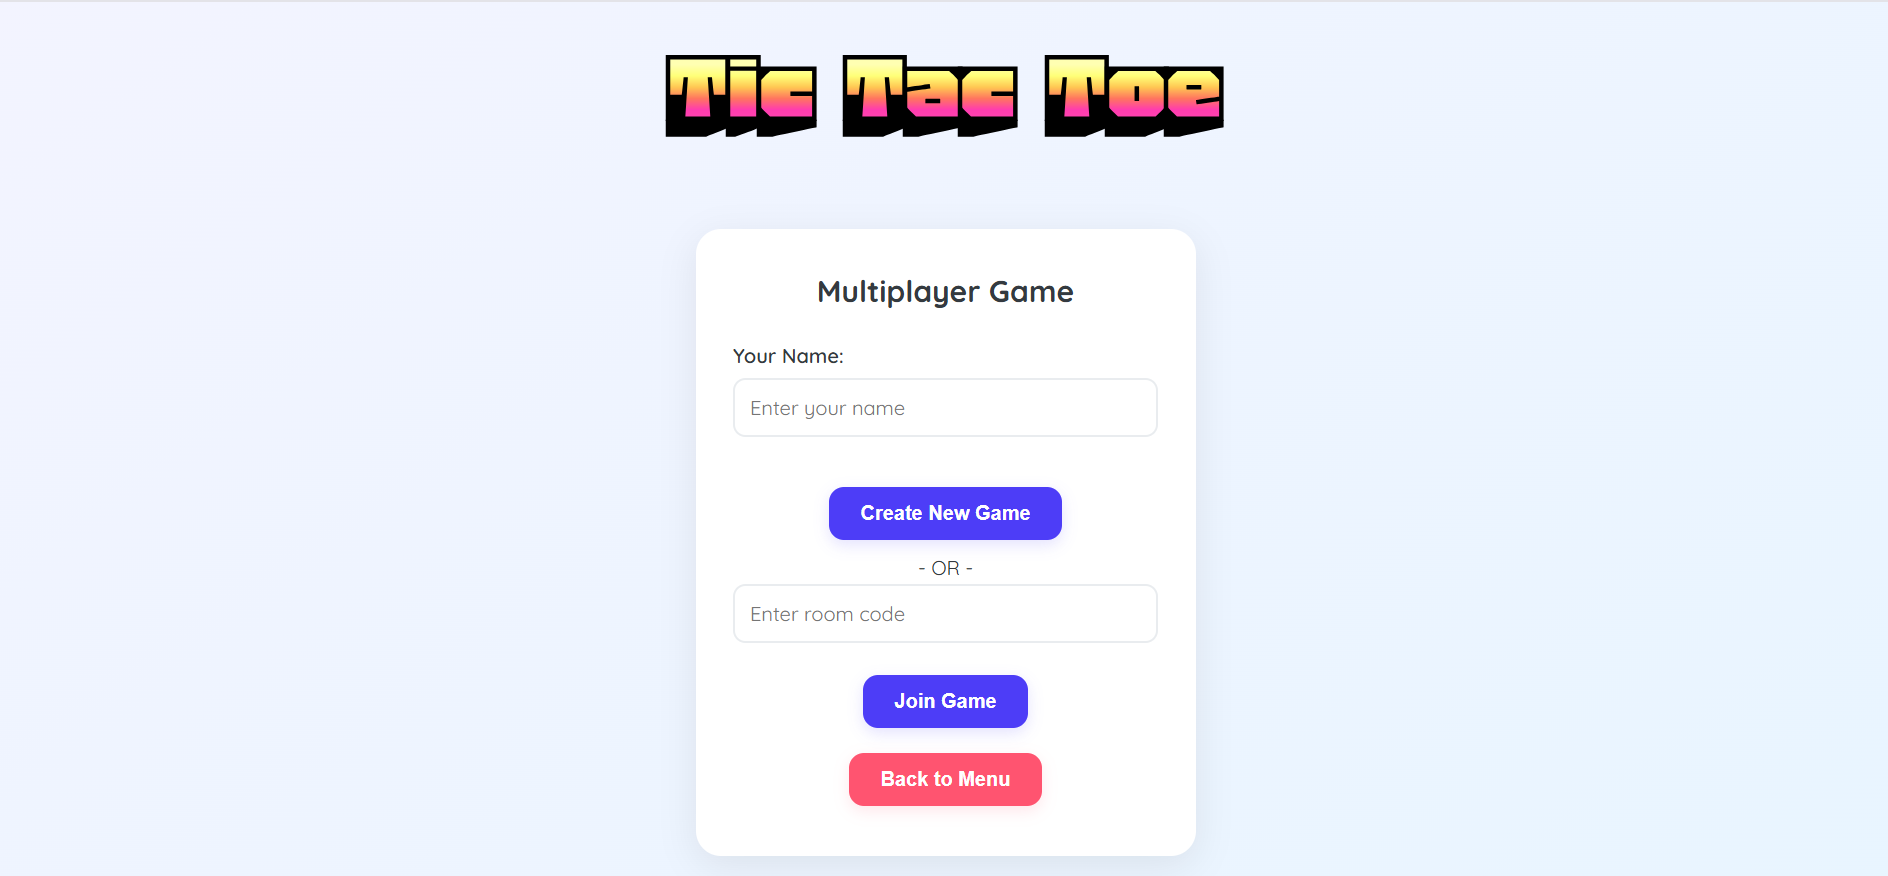 Tic Tac Toe
Multiplayer Game
Your Name:
Enter your name
Create New Game
- OR -
Enter room code
Join Game
Back to Menu